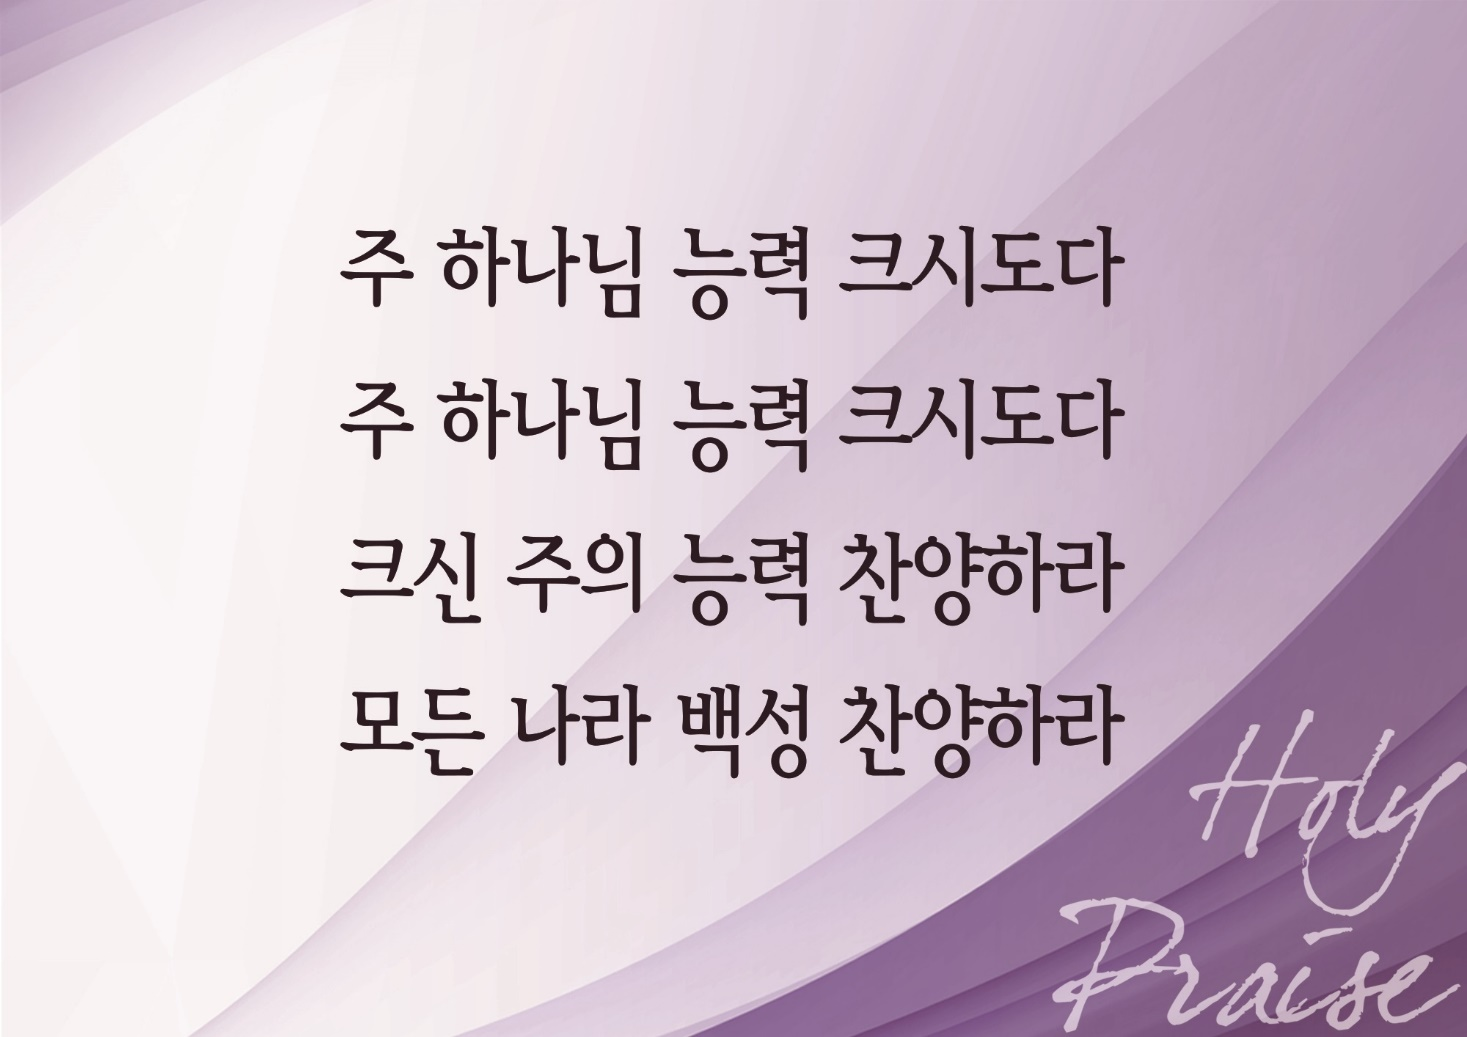 주 하나님 능력 크시도다
주 하나님 능력 크시도다
크신 주의 능력 찬양하라
모든 나라 백성 찬양하라
Holy
Praise